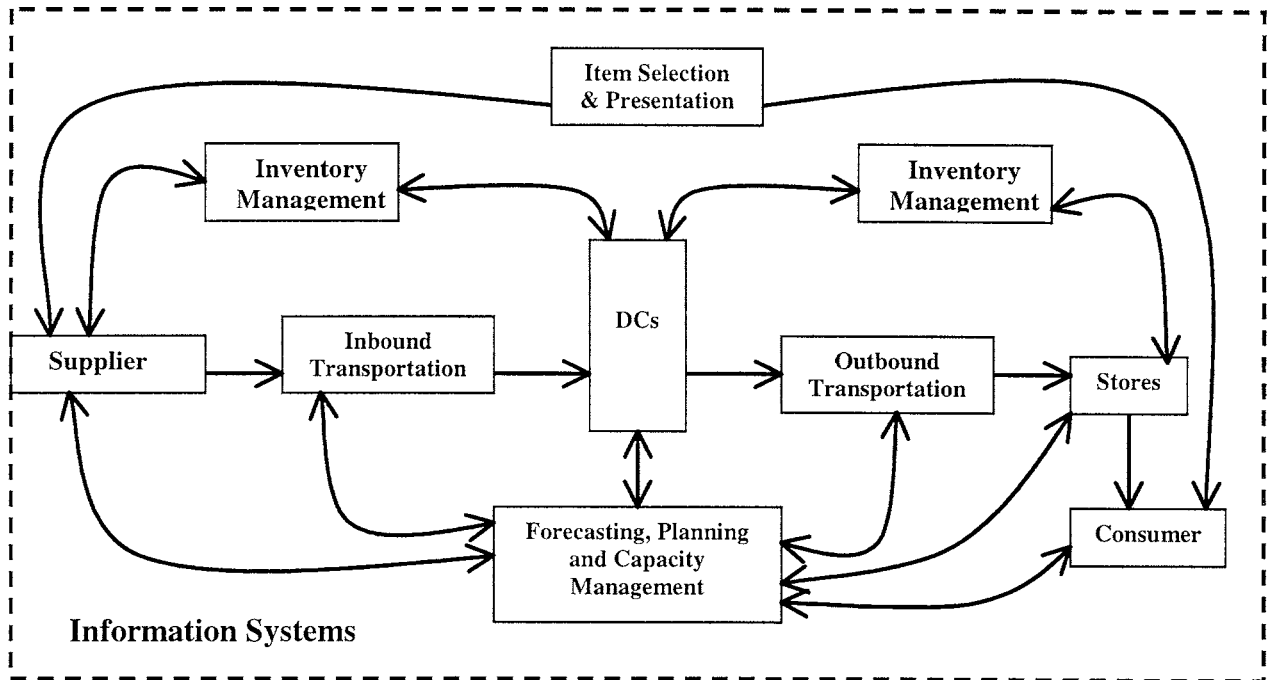 Item Selection
& Presentation
Inventory
Management
Inventory
Management
DCs
Supplier
Inbound
Transportation
Outbound
Transportation
Stores
Forecasting, Planning
and Capacity
Management
Consumer
Information Systems